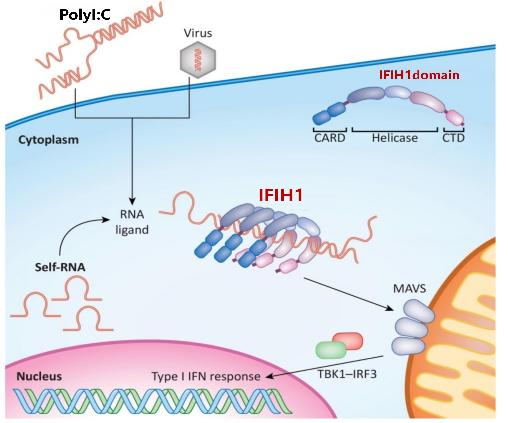 PolyI:C
Virus
IFIH1domain
CARD
Helicase
CTD
Cytoplasm
IFIH1
RNA
ligand
Self-RNA
MAVS
TBK1–IRF3
Nucleus
Type I IFN response